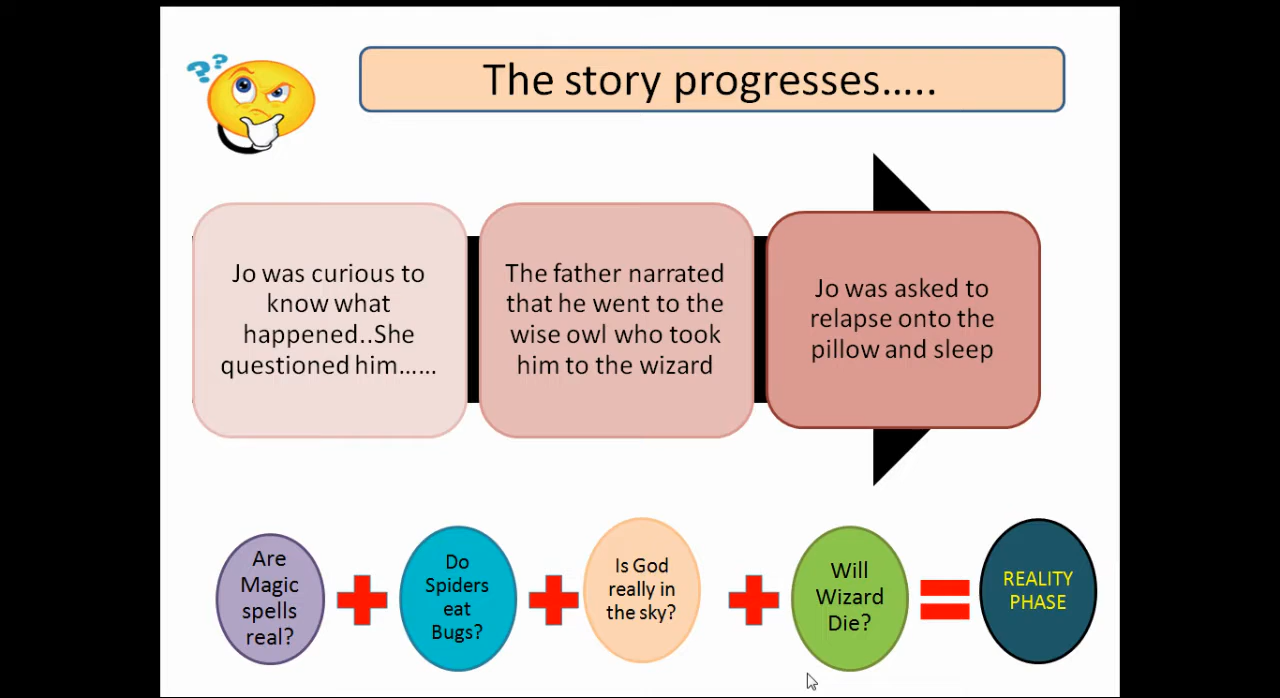 ??
The story progresses…..
Jo was curious to
know what
happened..She
questioned him……
The father narrated
that he went to the
wise owl who took
him to the wizard
Jo was asked to
relapse onto the
pillow and sleep
Are
Magic
spells
real?
Do
Spiders
eat
Bugs?
Is God
really in
the sky?
Will
Wizard
Die?
REALITY
PHASE